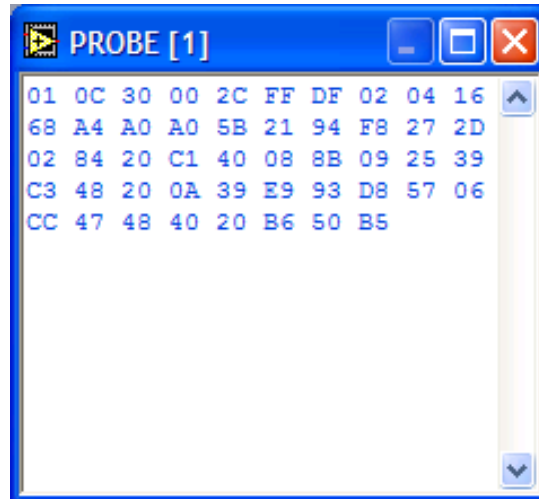 PROBE [1]
01 0C 30 00 2C FF DF 02 04 16
68 A4 A0 A0 5B 21 94 F8 27 2D
02 84 20 C1 40 08 8B 09 25 39
C3 48 20 0A 39 E9 93 D8 57 06
CC 47 48 40 20 B6 50 B5